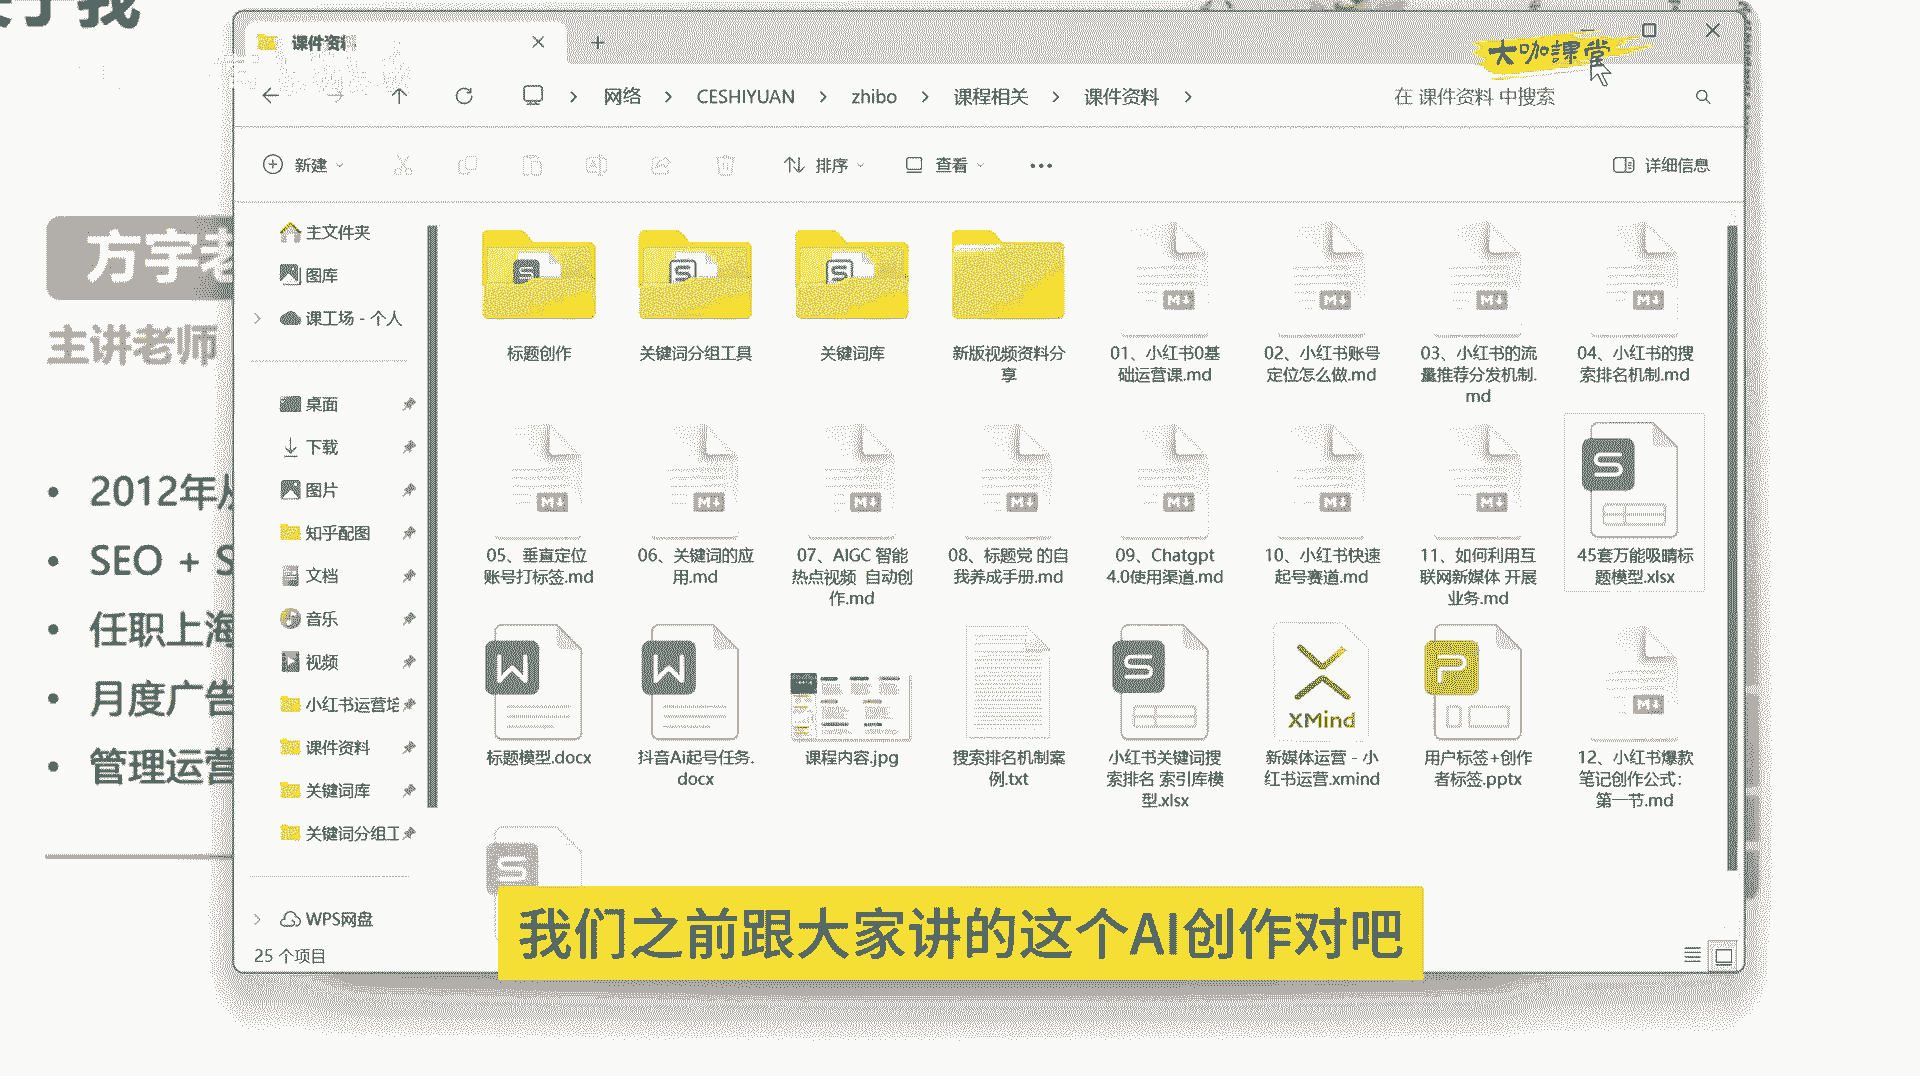 课件资料
大咖課堂
网络
CESHIYUAN
zhibo
课程相关
课件资料
在 课件资料 中搜索
新建
排序
查看
详细信息
方宇老
主讲老师
2012年从
SEO + S
任职上海
月度广告
管理运营
主文件夹
图库
课工场 - 个人
桌面
下载
图片
知乎配图
文档
音乐
视频
小红书运营培
课件资料
关键词库
关键词分组工
WPS网盘
25 个项目
标题创作
关键词分组工具
关键词库
新版视频资料分
享
01、小红书0基
础运营课.md
02、小红书账号
定位怎么做.md
03、小红书的流
量推荐分发机制.
md
04、小红书的搜
索排名机制.md
05、垂直定位
账号打标签.md
06、关键词的应
用.md
07、AIGC 智能
热点视频 自动创
作.md
08、标题党 的自
我养成手册.md
09、Chatgpt
4.0使用渠道.md
10、小红书快速
起号赛道.md
11、如何利用互
联网新媒体 开展
业务.md
45套万能吸睛标
题模型.xlsx
标题模型.docx
抖音Ai起号任务.
docx
课程内容.jpg
搜索排名机制案
例.txt
小红书关键词搜
索排名 索引库模
型.xlsx
XMind
新媒体运营 - 小
红书运营.xmind
用户标签+创作
者标签.pptx
12、小红书爆款
笔记创作公式：
第一节.md
我们之前跟大家讲的这个AI创作对吧